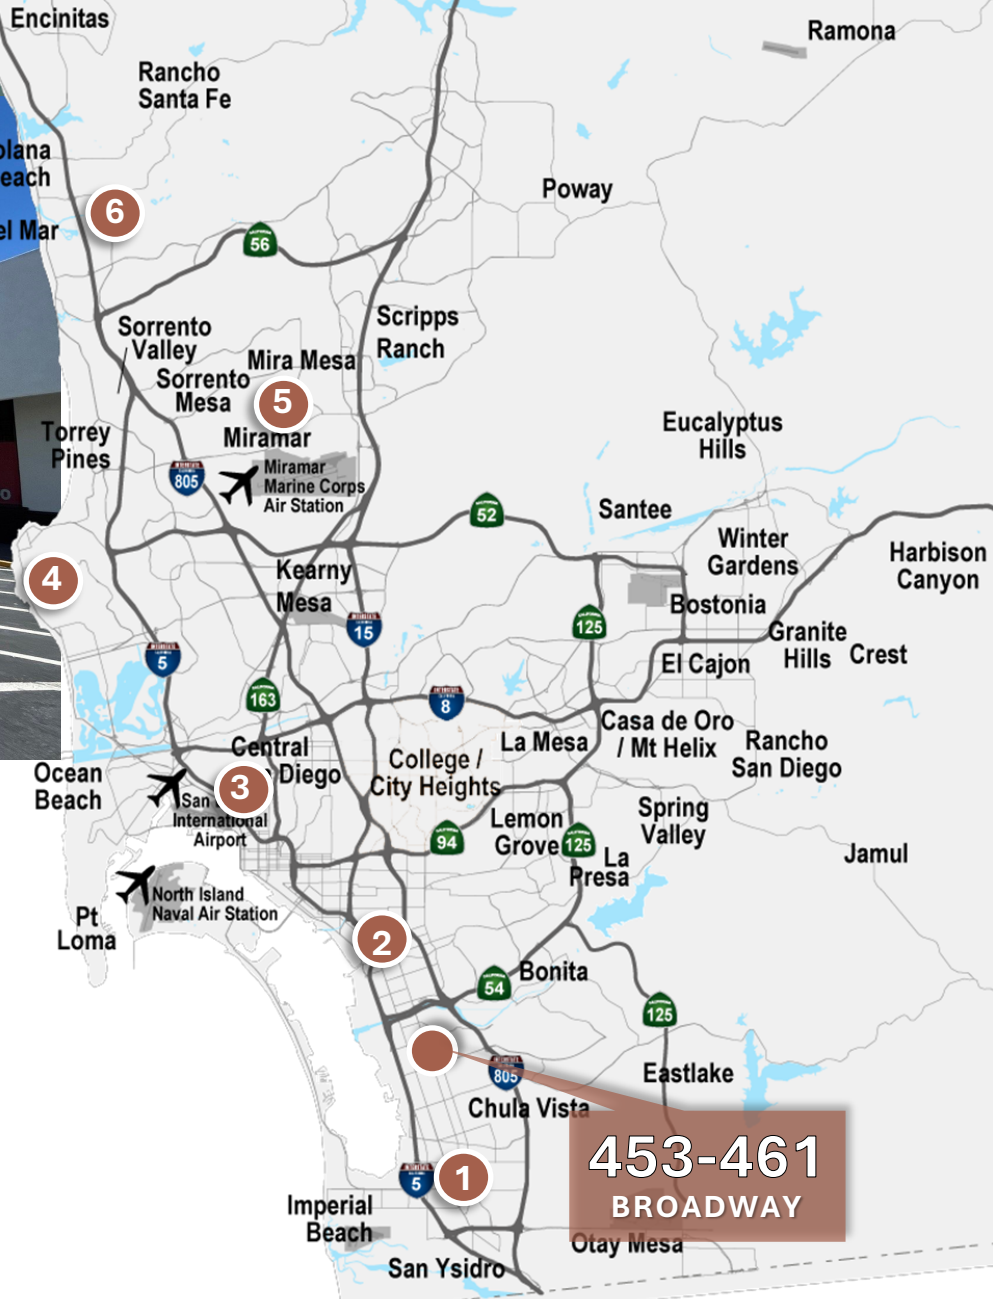 Encinitas
Ramona
Rancho
Santa Fe
olana
each
Poway
6
el Mar
56
Scripps
Ranch
Sorrento
Valley
Mira Mesa
Sorrento
Mesa
5
Torrey
Pines
Miramar
Eucalyptus
Hills
805
Miramar
Marine Corps
Air Station
52
Santee
Winter
Gardens
Harbison
Canyon
4
Kearny
Mesa
Bostonia
15
125
Granite
Hills
Crest
5
El Cajon
163
8
Casa de Oro
/ Mt Helix
La Mesa
Rancho
San Diego
Central
Diego
College /
City Heights
Ocean
Beach
3
San
International
Airport
Lemon
Grove
Spring
Valley
94
125
La
Presa
Jamul
North Island
Naval Air Station
Pt
Loma
2
Bonita
54
125
805
Eastlake
Chula Vista
453-461
BROADWAY
1
5
Imperial
Beach
Otay Mesa
San Ysidro